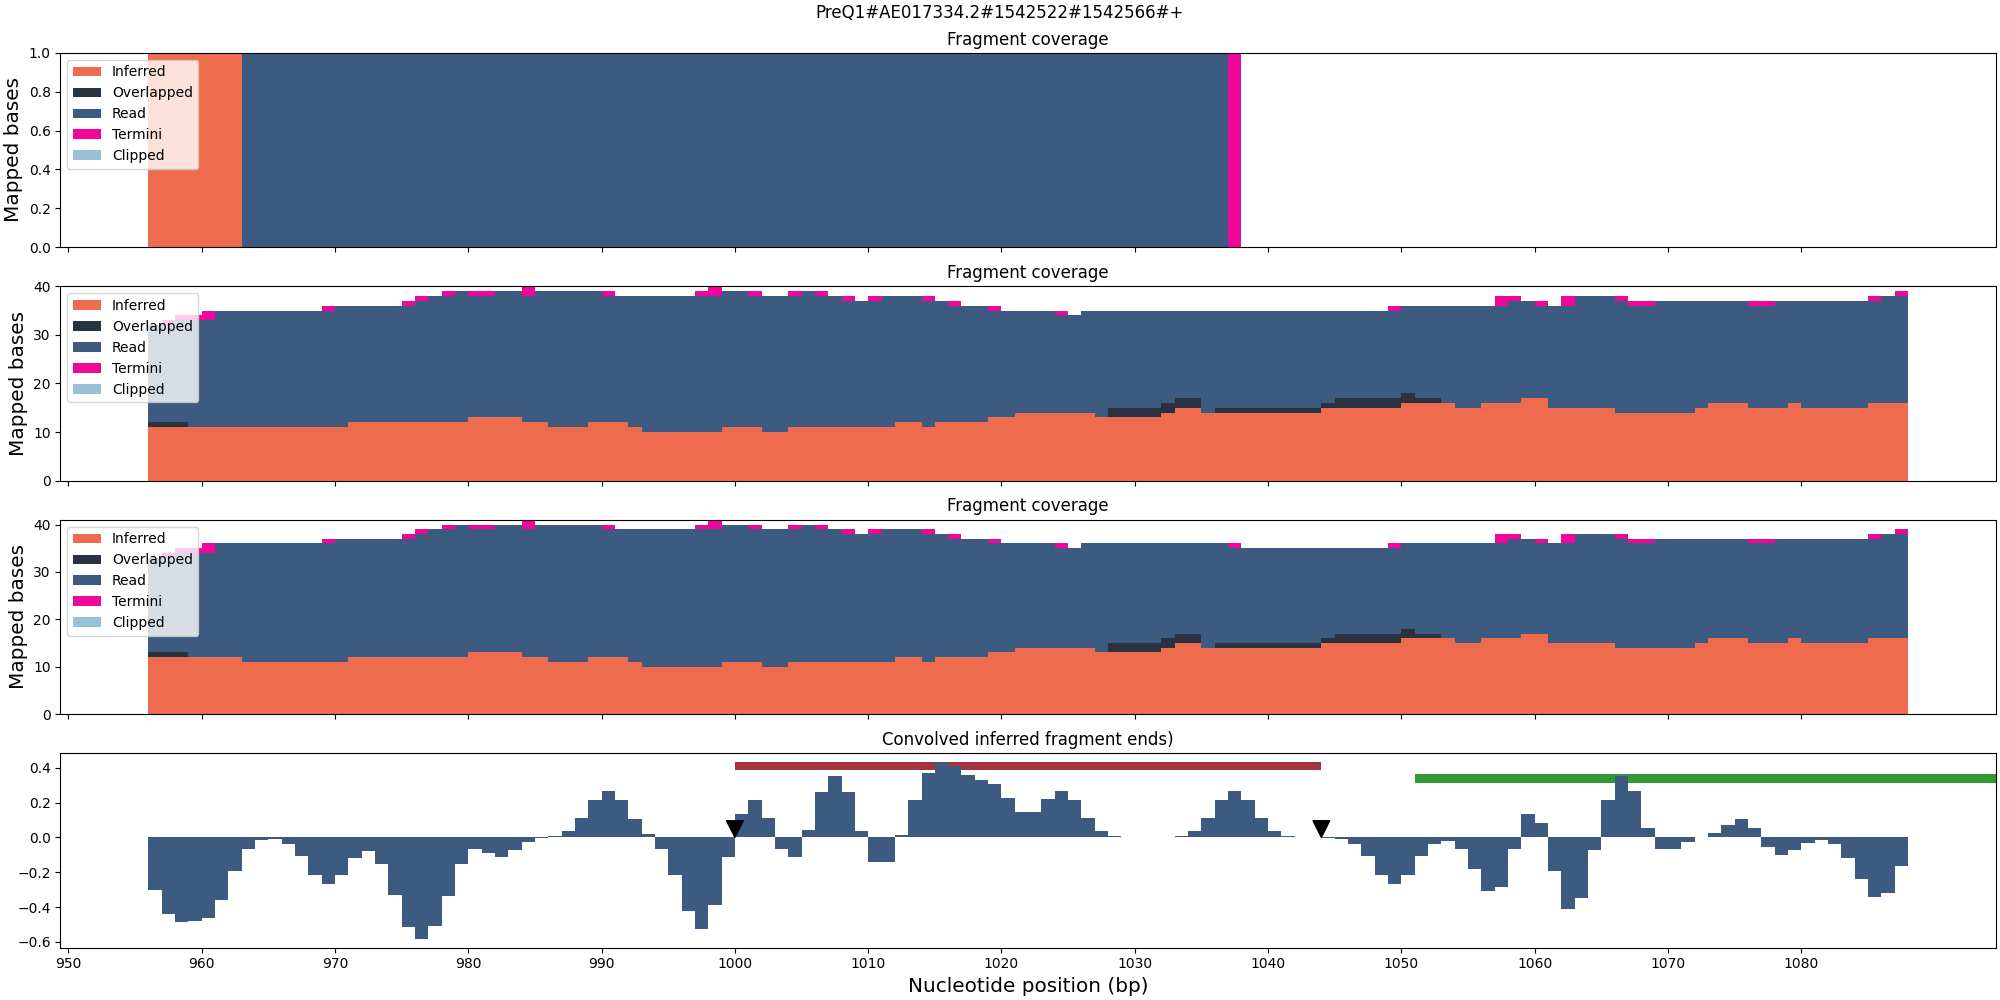 PreQ1#AE017334.2#1542522#1542566#+
Fragment coverage
Mapped bases
1.0
0.8
0.6
0.4
0.2
0.0
Inferred
Overlapped
Read
Termini
Clipped
Fragment coverage
Mapped bases
40
30
20
10
0
Inferred
Overlapped
Read
Termini
Clipped
Fragment coverage
Mapped bases
40
30
20
10
0
Inferred
Overlapped
Read
Termini
Clipped
Convolved inferred fragment ends)
0.4
0.2
0.0
−0.2
−0.4
−0.6
950 960 970 980 990 1000 1010 1020 1030 1040 1050 1060 1070 1080
Nucleotide position (bp)